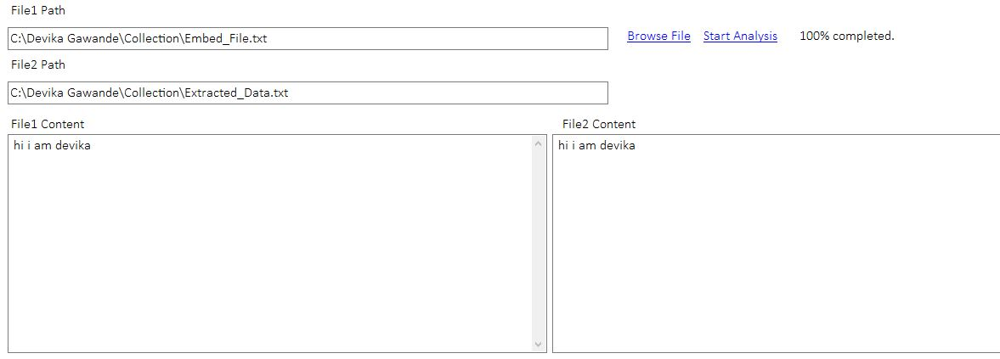 File1 Path
C:\Devika Gawande\Collection\Embed_File.txt
Browse File Start Analysis 100% completed.
File2 Path
C:\Devika Gawande\Collection\Extracted_Data.txt
File1 Content
File2 Content
hi i am devika
hi i am devika